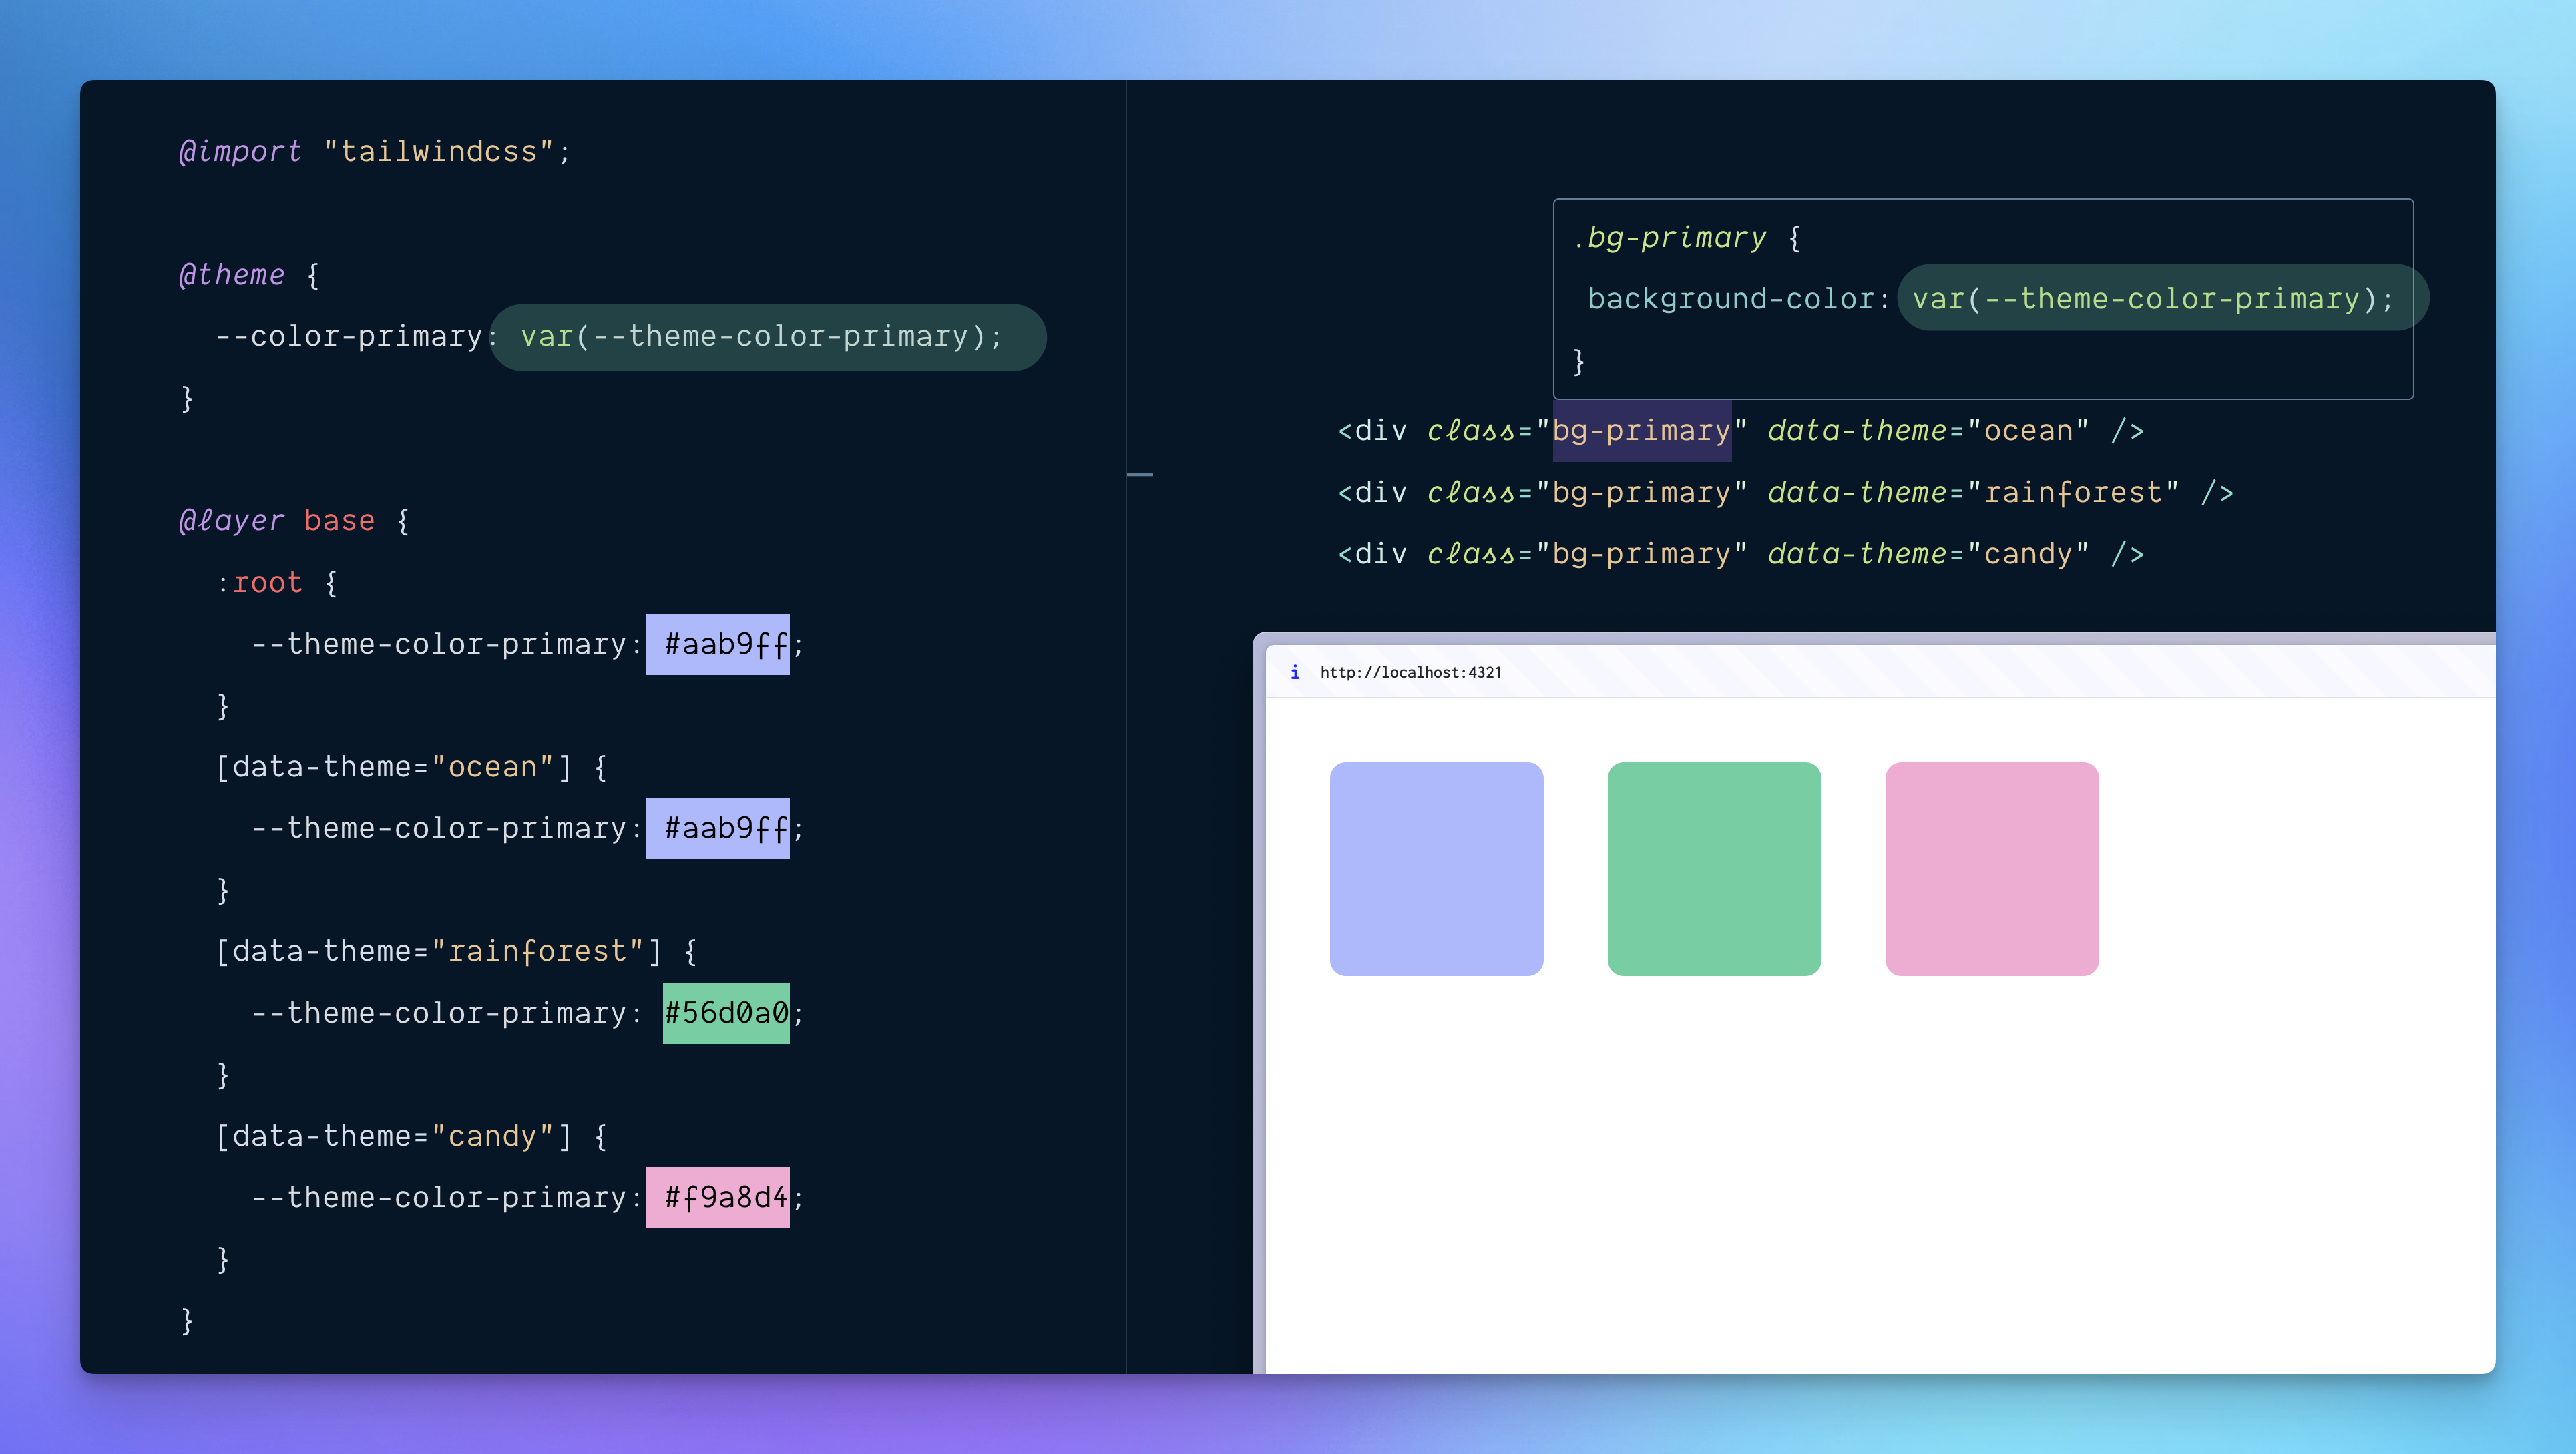 @import "tailwindcss";
@theme {
--color-primary: var(--theme-color-primary);
}
@layer base {
:root {
--theme-color-primary: #aab9ff;
}
[data-theme="ocean"] {
--theme-color-primary: #aab9ff;
}
[data-theme="rainforest"] {
--theme-color-primary: #56d0a0;
}
[data-theme="candy"] {
--theme-color-primary: #f9a8d4;
}
}
.bg-primary {
background-color: var(--theme-color-primary);
}
<div class="bg-primary" data-theme="ocean" />
<div class="bg-primary" data-theme="rainforest" />
<div class="bg-primary" data-theme="candy" />
i http://localhost:4321